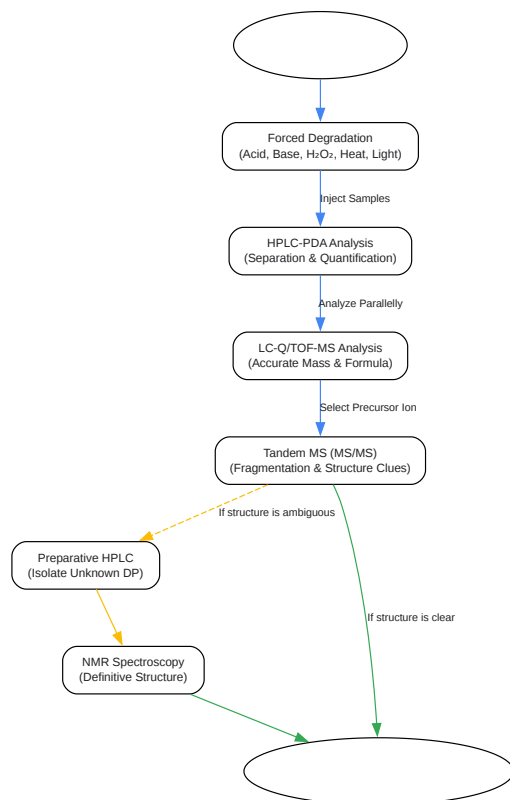 Forced Degradation
(Acid, Base, H₂O₂, Heat, Light)
Inject Samples
HPLC-PDA Analysis
(Separation & Quantification)
Analyze Parallelly
LC-Q/TOF-MS Analysis
(Accurate Mass & Formula)
Select Precursor Ion
Tandem MS (MS/MS)
(Fragmentation & Structure Clues)
If structure is ambiguous
Preparative HPLC
(Isolate Unknown DP)
If structure is clear
NMR Spectroscopy
(Definitive Structure)